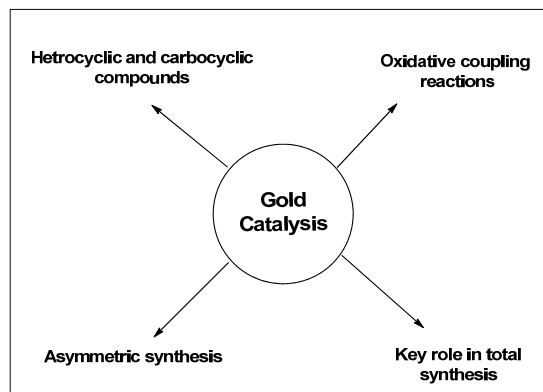 Hetrocyclic and carbocyclic
compounds
Oxidative coupling
reactions
Gold
Catalysis
Asymmetric synthesis
Key role in total
synthesis